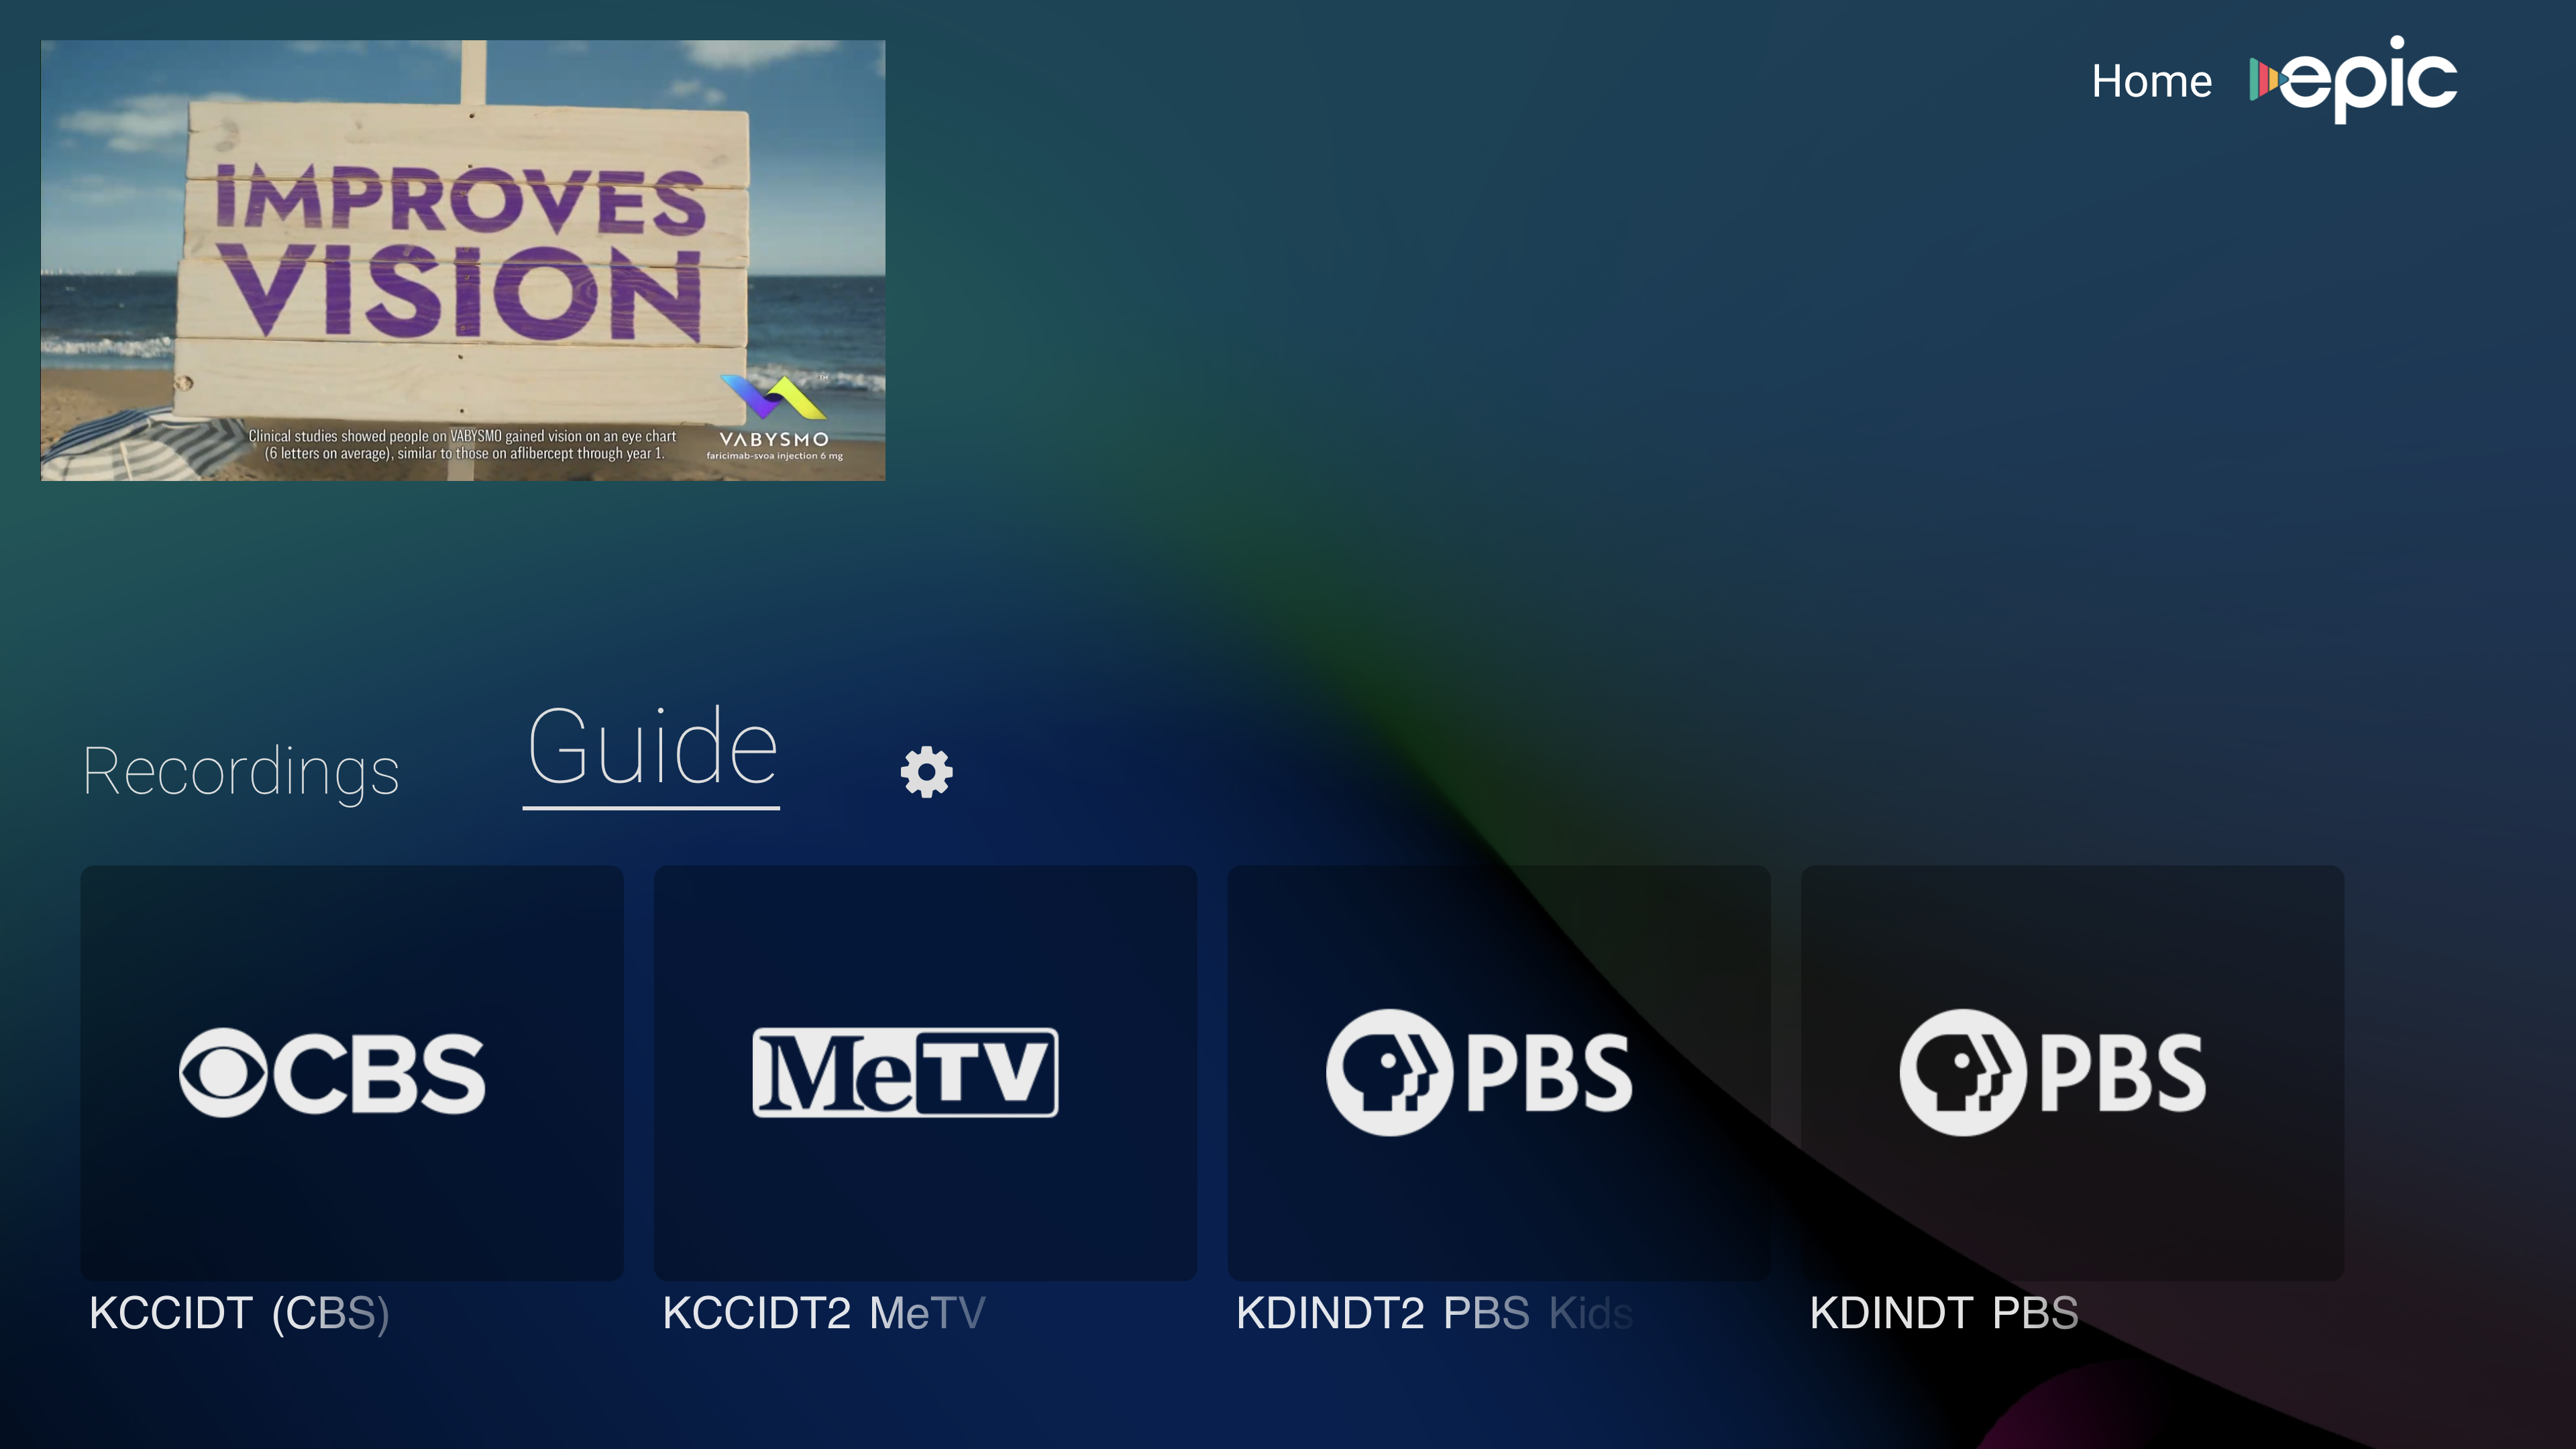 IMPROVES
VISION
Clinical studies showed people on VABYSMO gained vision on an eye chart
(6 letters on average), similar to those on aflibercept through year 1.
VABYSMO
faricimab-svoa injection 6 mg
Home epic
Recordings Guide
CBS MeTV PBS PBS
KCCIDT (CBS) KCCIDT2 MeTV KDINDT2 PBS Kids KDINDT PBS